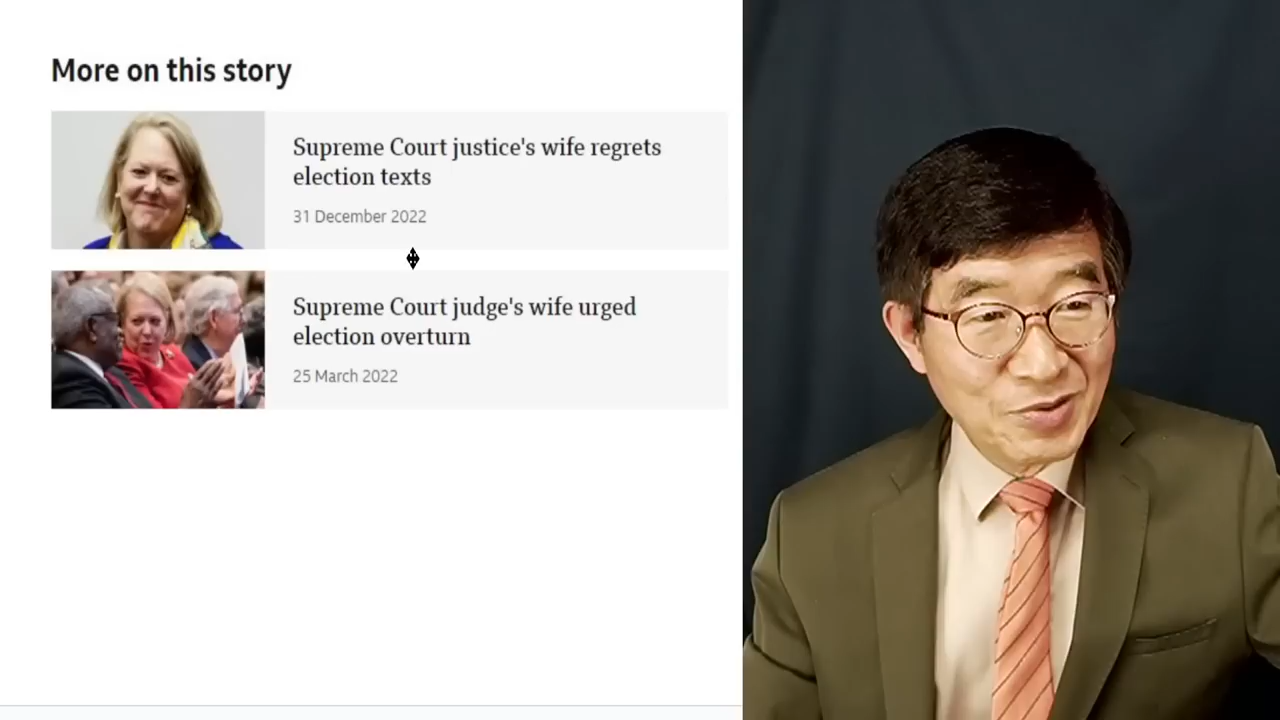 More on this story
Supreme Court justice's wife regrets
election texts
31 December 2022
Supreme Court judge's wife urged
election overturn
25 March 2022